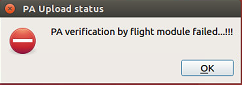 PA Upload status
PA verification by flight module failed...!!!
OK